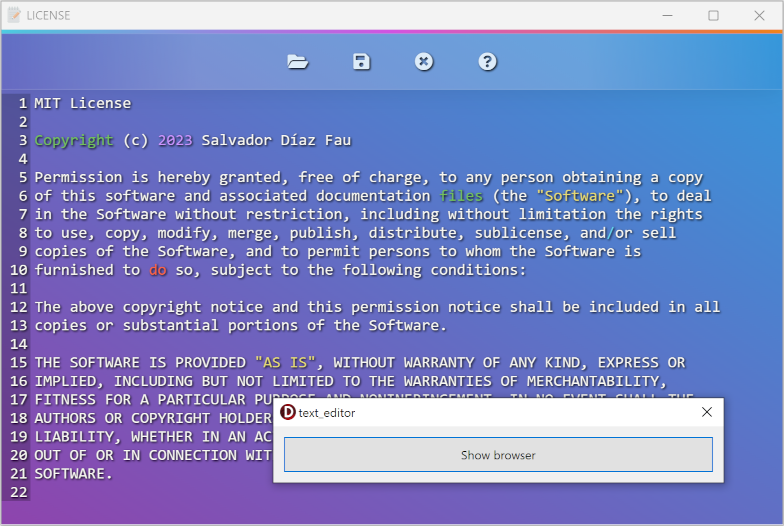 LICENSE
1 MIT License
2
3 Copyright (c) 2023 Salvador Díaz Fau
4
5 Permission is hereby granted, free of charge, to any person obtaining a copy
6 of this software and associated documentation files (the "Software"), to deal
7 in the Software without restriction, including without limitation the rights
8 to use, copy, modify, merge, publish, distribute, sublicense, and/or sell
9 copies of the Software, and to permit persons to whom the Software is
10 furnished to do so, subject to the following conditions:
11
12 The above copyright notice and this permission notice shall be included in all
13 copies or substantial portions of the Software.
14
15 THE SOFTWARE IS PROVIDED "AS IS", WITHOUT WARRANTY OF ANY KIND, EXPRESS OR
16 IMPLIED, INCLUDING BUT NOT LIMITED TO THE WARRANTIES OF MERCHANTABILITY,
17 FITNESS FOR A PARTICULAR PURPOSE AND NONINFRINGEMENT. IN NO EVENT SHALL THE
18 AUTHORS OR COPYRIGHT HOLDER
19 LIABILITY, WHETHER IN AN AC
20 OUT OF OR IN CONNECTION WIT
21 SOFTWARE.
22
text_editor
Show browser